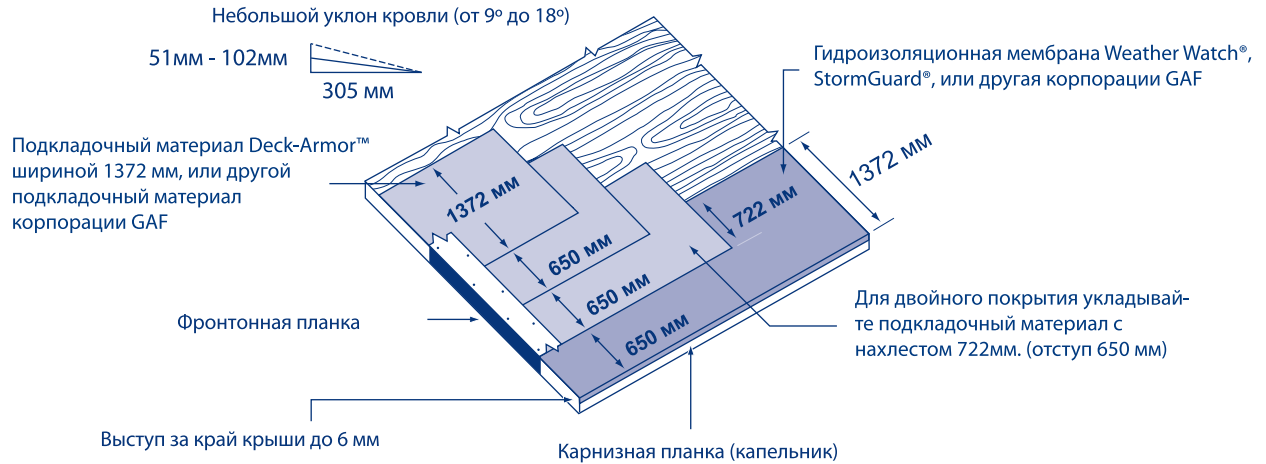 Небольшой уклон кровли (от 9º до 18º)
51мм - 102мм
305 мм
Гидроизоляционная мембрана Weather Watch®,
StormGuard®, или другая корпорации GAF
Подкладочный материал Deck-Armor™
шириной 1372 мм, или другой
подкладочный материал
корпорации GAF
1372 мм
1372 мм
722 мм
650 мм
650 мм
650 мм
Фронтонная планка
Для двойного покрытия укладывай-
те подкладочный материал с
нахлестом 722мм. (отступ 650 мм)
Выступ за край крыши до 6 мм
Карнизная планка (капельник)